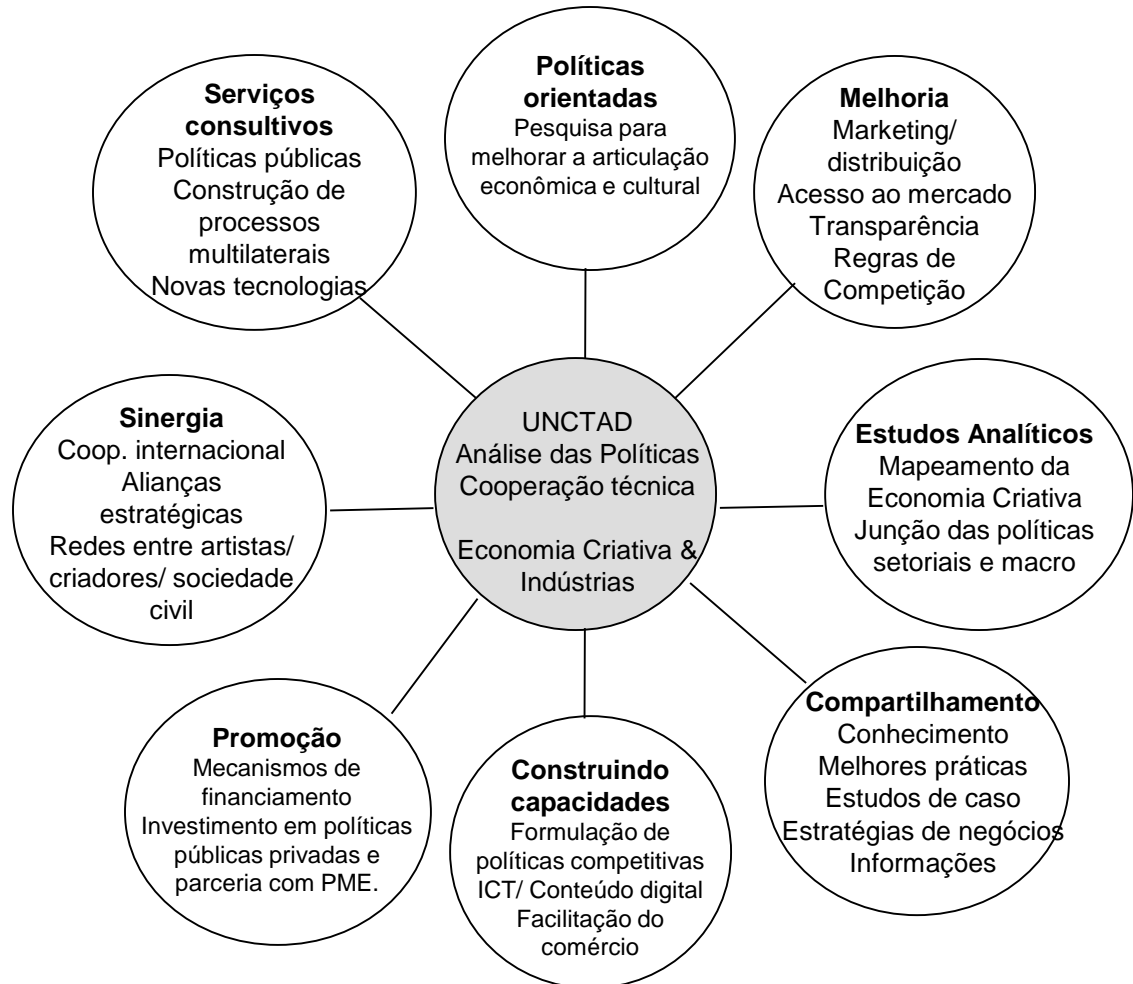 Serviços
consultivos
Políticas públicas
Construção de
processos
multilaterais
Novas tecnologias
Políticas
orientadas
Pesquisa para
melhorar a articulação
econômica e cultural
Melhoria
Marketing/
distribuição
Acesso ao mercado
Transparência
Regras de
Competição
Sinergia
Coop. internacional
Alianças
estratégicas
Redes entre artistas/
criadores/ sociedade
civil
UNCTAD
Análise das Políticas
Cooperação técnica
Economia Criativa &
Indústrias
Estudos Analíticos
Mapeamento da
Economia Criativa
Junção das políticas
setoriais e macro
Promoção
Mecanismos de
financiamento
Investimento em políticas
públicas privadas e
parceria com PME.
Construindo
capacidades
Formulação de
políticas competitivas
ICT/ Conteúdo digital
Facilitação do
comércio
Compartilhamento
Conhecimento
Melhores práticas
Estudos de caso
Estratégias de negócios
Informações